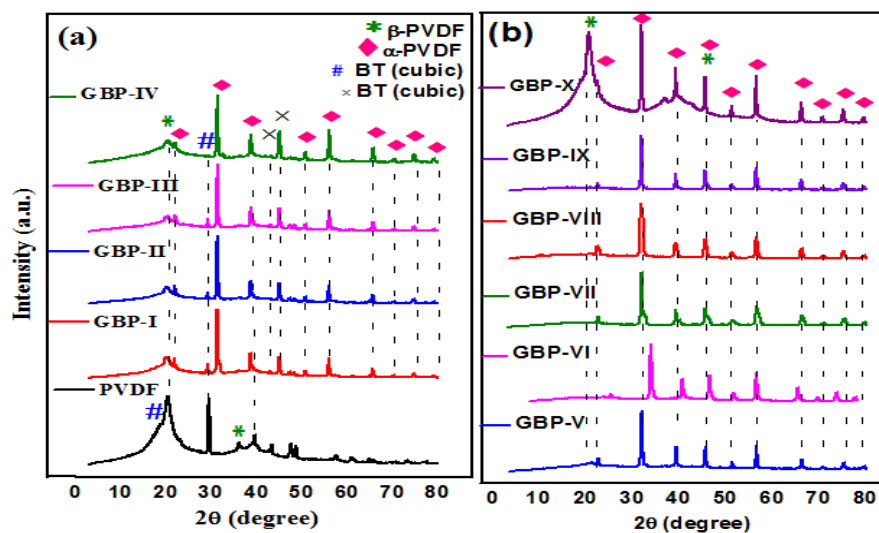 (a)
* β-PVDF
◆ α-PVDF
# BT (cubic)
× BT (cubic)
GBP-IV
GBP-III
GBP-II
GBP-I
PVDF
#
#
Intensity (a.u.)
0 10 20 30 40 50 60 70 80
2θ (degree)
(b)
GBP-X
GBP-IX
GBP-VIII
GBP-VII
GBP-VI
GBP-V
0 10 20 30 40 50 60 70 80
2θ (degree)